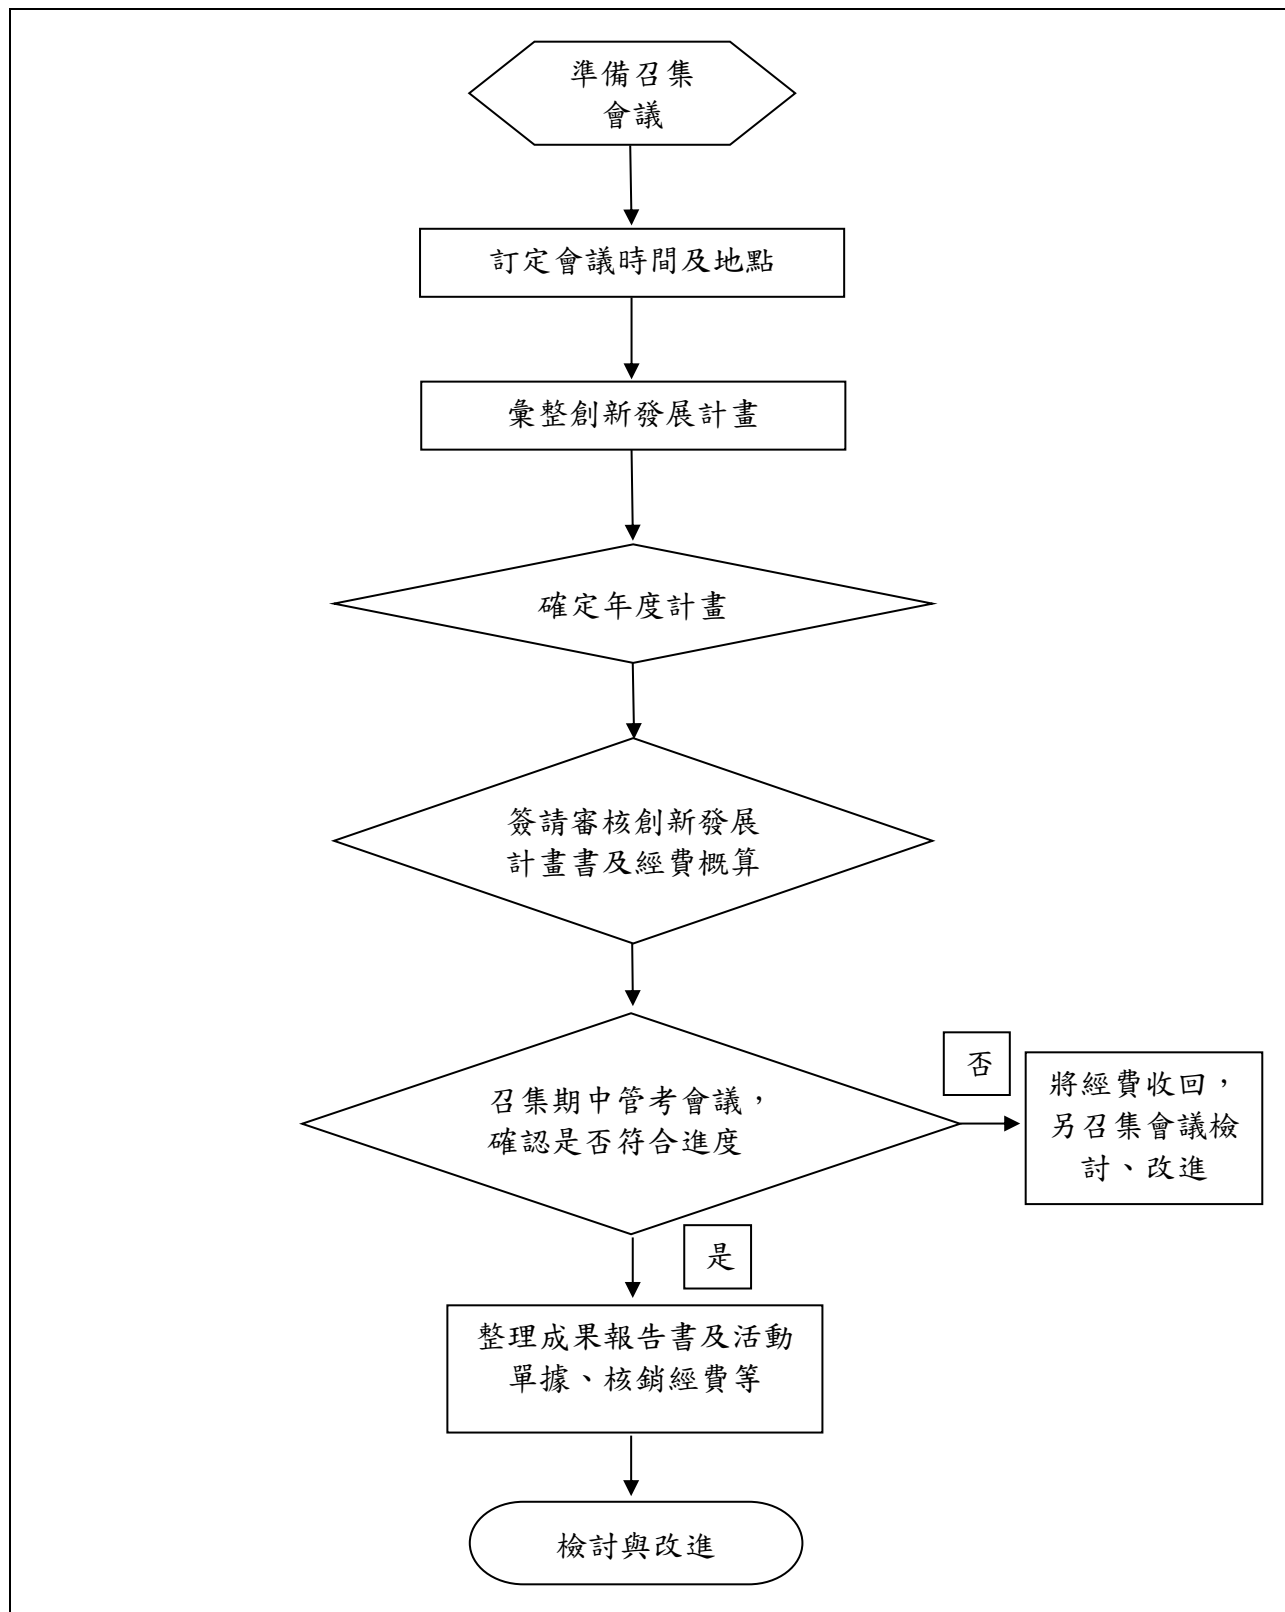 準備召集
會議
訂定會議時間及地點
彙整創新發展計畫
確定年度計畫
簽請審核創新發展
計畫書及經費概算
召集期中管考會議，
確認是否符合進度
否
將經費收回，
另召集會議檢
討、改進
是
整理成果報告書及活動
單據、核銷經費等
檢討與改進